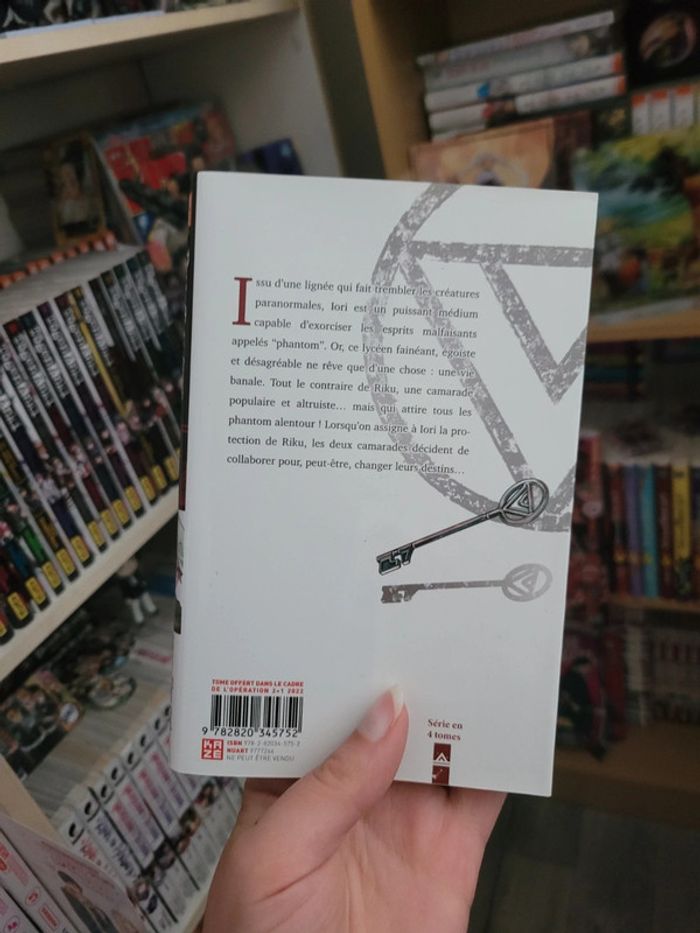 Issu d'une lignée qui fait trembler les créatures
paranormales, Iori est un puissant médium
capable d'exorciser les esprits malfaisants
appelés "phantom". Or, ce lycéen fainéant, égoïste
et désagréable ne rêve que d'une chose : une vie
banale. Tout le contraire de Riku, une camarade
populaire et altruiste... mais qui attire tous les
phantom alentour ! Lorsqu'on assigne à Iori la pro-
tection de Riku, les deux camarades décident de
collaborer pour, peut-être, changer leurs destins...
TOME OFFERT DANS LE CADRE
DE L'OPÉRATION 2+1 2022
9 782820 345752
KAZÉ
ISBN 978-2-82034-575-2
NUART 9777266
NE PEUT ÊTRE VENDU
Série en
4 tomes